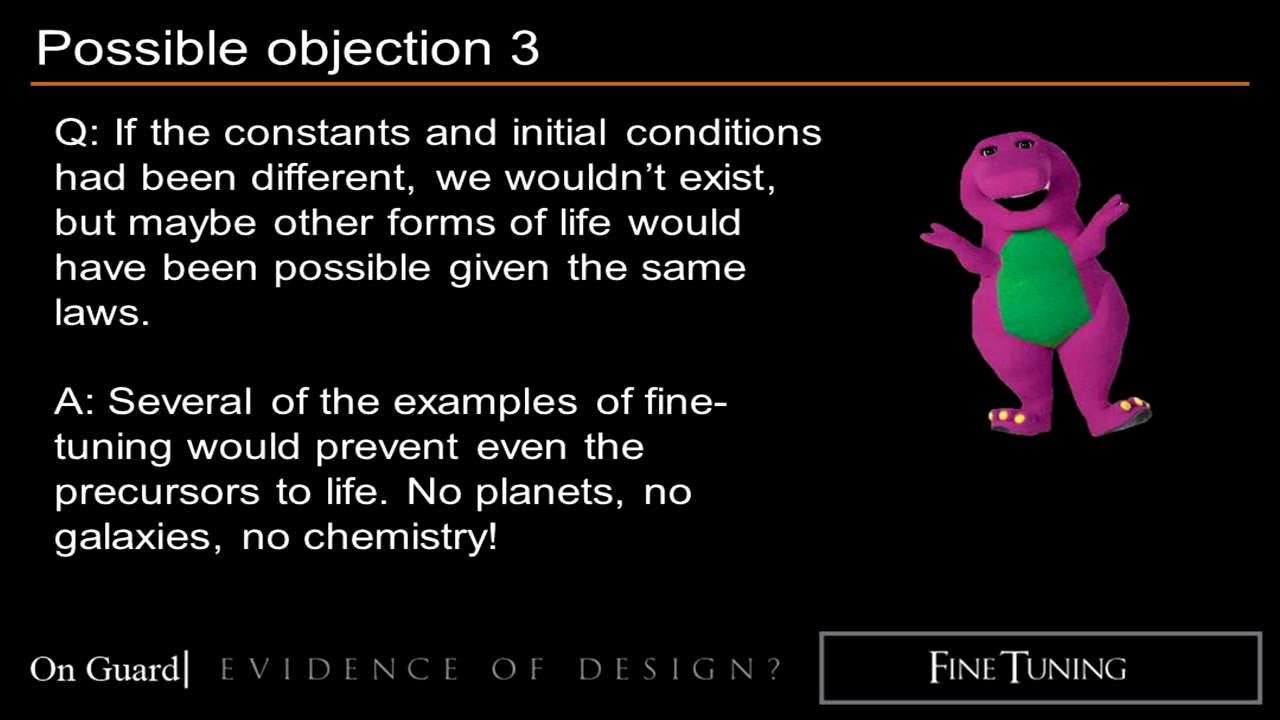 Possible objection 3
Q: If the constants and initial conditions
had been different, we wouldn’t exist,
but maybe other forms of life would
have been possible given the same
laws.
A: Several of the examples of fine-
tuning would prevent even the
precursors to life. No planets, no
galaxies, no chemistry!
On Guard| EVIDENCE OF DESIGN?
FINE TUNING